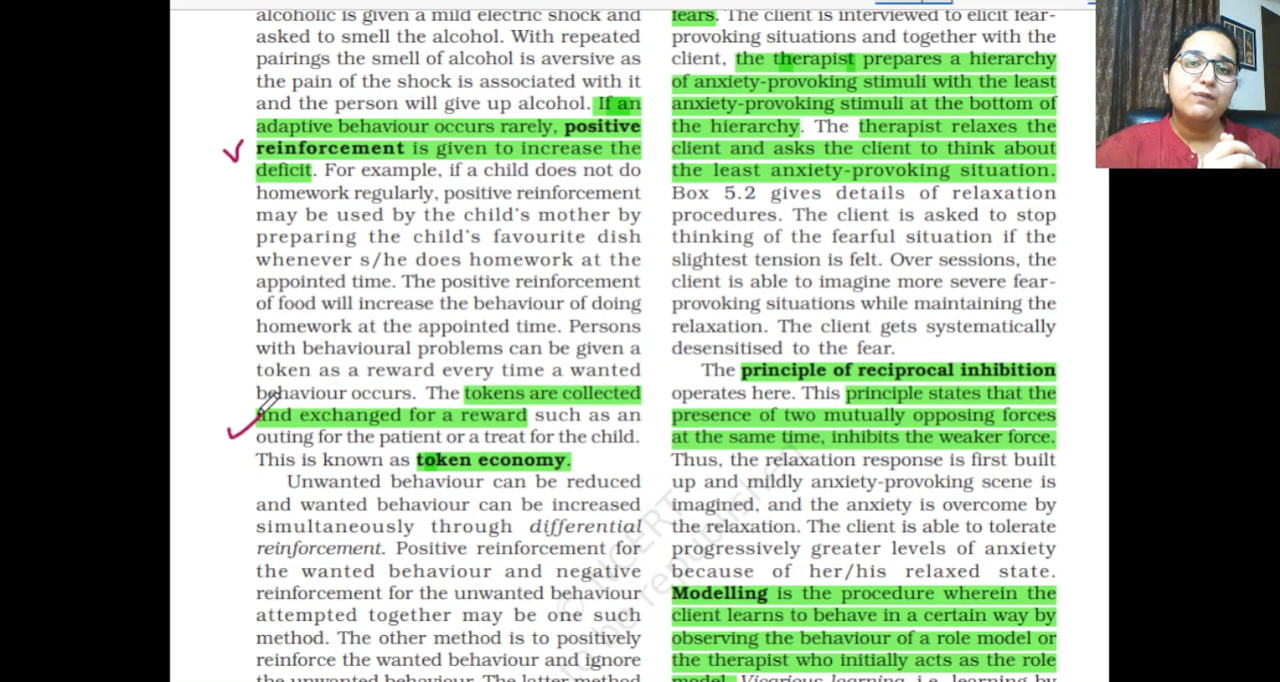 alcoholic is given a mild electric shock and
asked to smell the alcohol. With repeated
pairings the smell of alcohol is aversive as
the pain of the shock is associated with it
and the person will give up alcohol. If an
adaptive behaviour occurs rarely, positive
reinforcement is given to increase the
deficit. For example, if a child does not do
homework regularly, positive reinforcement
may be used by the child's mother by
preparing the child's favourite dish
whenever s/he does homework at the
appointed time. The positive reinforcement
of food will increase the behaviour of doing
homework at the appointed time. Persons
with behavioural problems can be given a
token as a reward every time a wanted
behaviour occurs. The tokens are collected
and exchanged for a reward such as an
outing for the patient or a treat for the child.
This is known as token economy.
Unwanted behaviour can be reduced
and wanted behaviour can be increased
simultaneously through differential
reinforcement. Positive reinforcement for
the wanted behaviour and negative
reinforcement for the unwanted behaviour
attempted together may be one such
method. The other method is to positively
reinforce the wanted behaviour and ignore
the unwanted behaviour. The latter method
fears. The client is interviewed to elicit fear-
provoking situations and together with the
client, the therapist prepares a hierarchy
of anxiety-provoking stimuli with the least
anxiety-provoking stimuli at the bottom of
the hierarchy. The therapist relaxes the
client and asks the client to think about
the least anxiety-provoking situation.
Box 5.2 gives details of relaxation
procedures. The client is asked to stop
thinking of the fearful situation if the
slightest tension is felt. Over sessions, the
client is able to imagine more severe fear-
provoking situations while maintaining the
relaxation. The client gets systematically
desensitised to the fear.
The principle of reciprocal inhibition
operates here. This principle states that the
presence of two mutually opposing forces
at the same time, inhibits the weaker force.
Thus, the relaxation response is first built
up and mildly anxiety-provoking scene is
imagined, and the anxiety is overcome by
the relaxation. The client is able to tolerate
progressively greater levels of anxiety
because of her/his relaxed state.
Modelling is the procedure wherein the
client learns to behave in a certain way by
observing the behaviour of a role model or
the therapist who initially acts as the role
model. Vicarious learning, i.e. learning by
© NCERT
to be republished